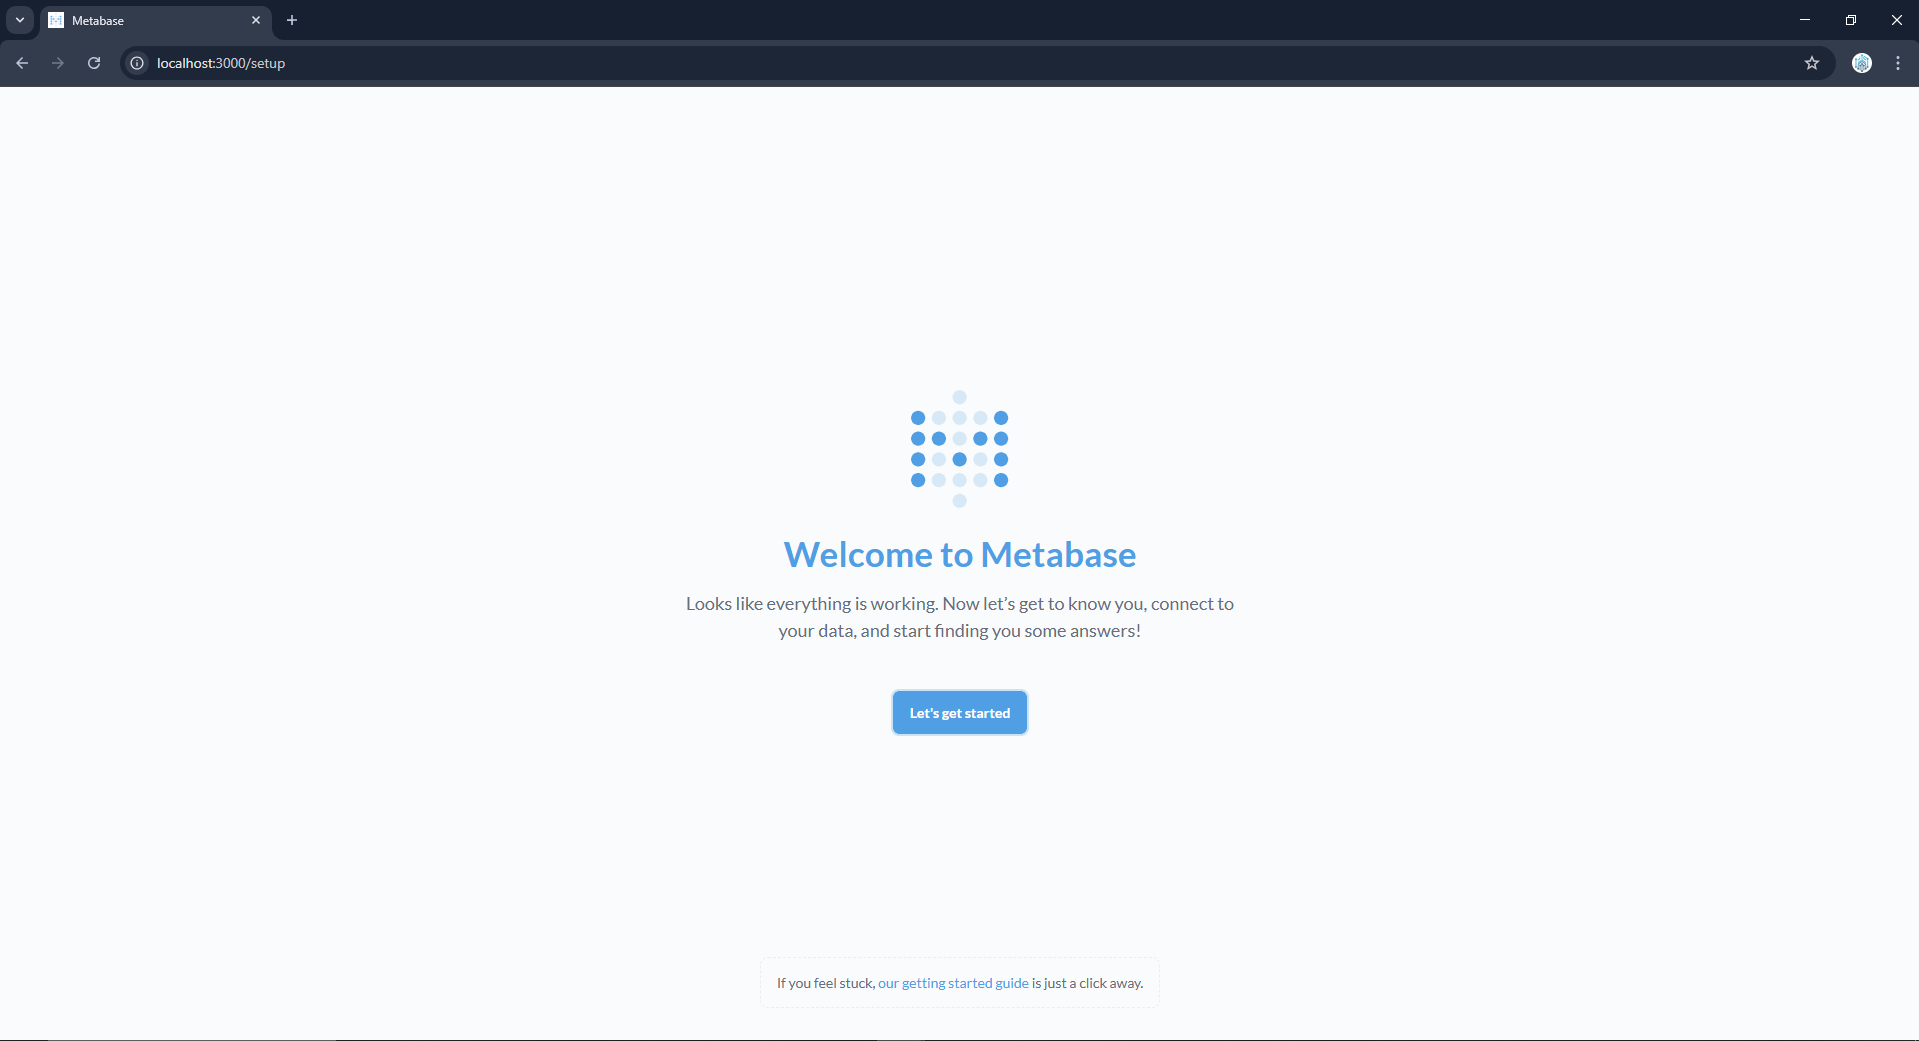 Metabase
localhost:3000/setup
Welcome to Metabase
Looks like everything is working. Now let’s get to know you, connect to
your data, and start finding you some answers!
Let's get started
If you feel stuck, our getting started guide is just a click away.